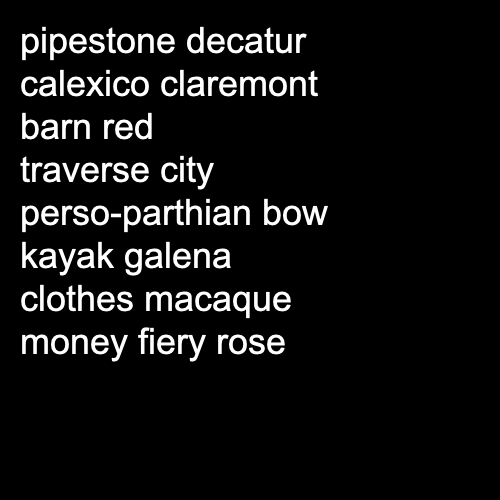 pipestone decatur
calexico claremont
barn red
traverse city
perso-parthian bow
kayak galena
clothes macaque
money fiery rose